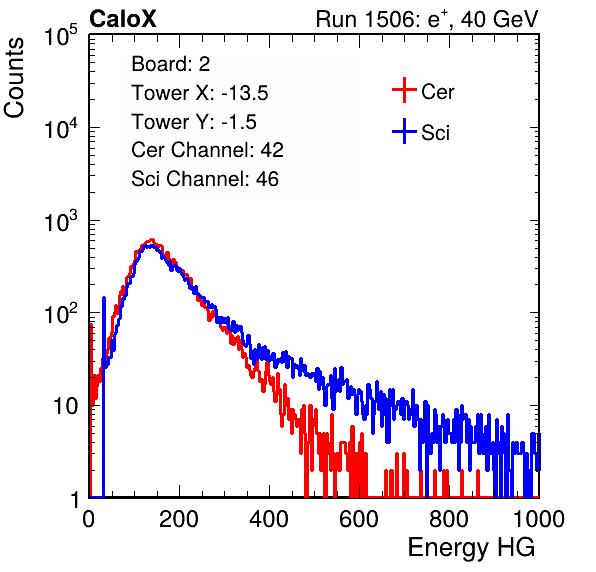 CaloX Run 1506: e⁺, 40 GeV
Counts
10⁵
10⁴
10³
10²
10
1
Board: 2
Tower X: -13.5
Tower Y: -1.5
Cer Channel: 42
Sci Channel: 46
Cer
Sci
0 200 400 600 800 1000
Energy HG